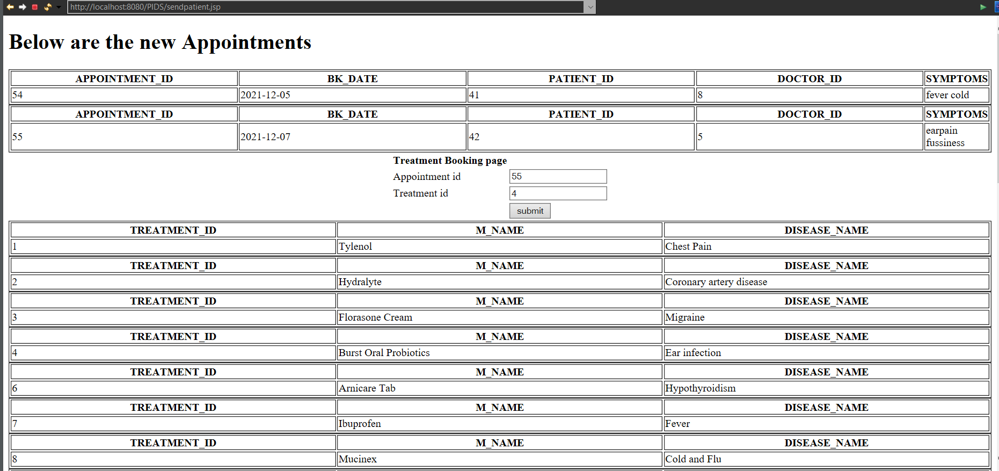 http://localhost:8080/PIDS/sendpatient.jsp
Below are the new Appointments
APPOINTMENT_ID BK_DATE PATIENT_ID DOCTOR_ID SYMPTOMS
54 2021-12-05 41 8 fever cold
APPOINTMENT_ID BK_DATE PATIENT_ID DOCTOR_ID SYMPTOMS
55 2021-12-07 42 5 earpain
fussiness
Treatment Booking page
Appointment id 55
Treatment id 4
submit
TREATMENT_ID M_NAME DISEASE_NAME
1 Tylenol Chest Pain
TREATMENT_ID M_NAME DISEASE_NAME
2 Hydralyte Coronary artery disease
TREATMENT_ID M_NAME DISEASE_NAME
3 Florasone Cream Migraine
TREATMENT_ID M_NAME DISEASE_NAME
4 Burst Oral Probiotics Ear infection
TREATMENT_ID M_NAME DISEASE_NAME
6 Arnicare Tab Hypothyroidism
TREATMENT_ID M_NAME DISEASE_NAME
7 Ibuprofen Fever
TREATMENT_ID M_NAME DISEASE_NAME
8 Mucinex Cold and Flu